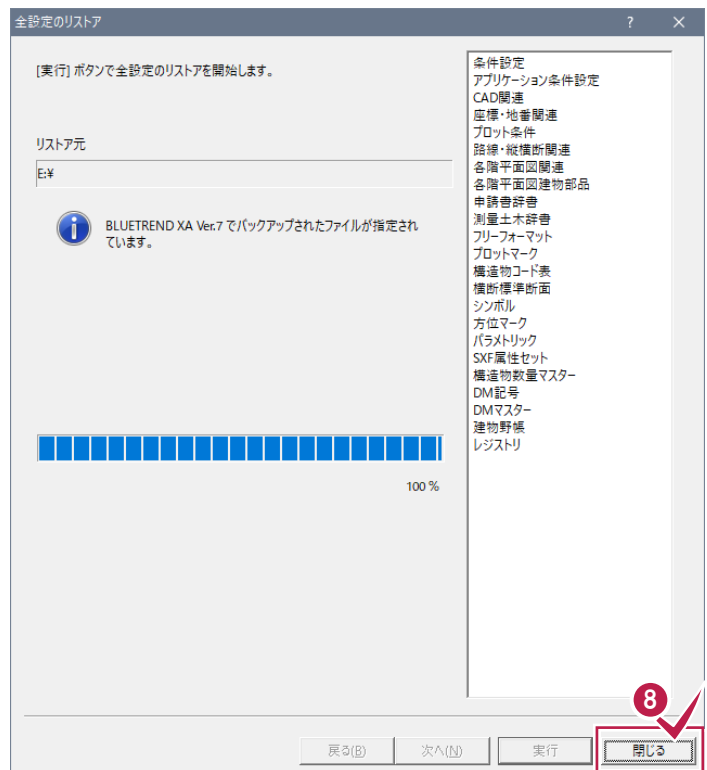 全設定のリストア
[実行] ボタンで全設定のリストアを開始します。
リストア元
E:¥
BLUETREND XA Ver.7 でバックアップされたファイルが指定され
ています。
100 %
条件設定
アプリケーション条件設定
CAD関連
座標・地番関連
プロット条件
路線・縦横断関連
各階平面図関連
各階平面図建物部品
申請書辞書
測量土木辞書
フリーフォーマット
プロットマーク
構造物コード表
横断標準断面
シンボル
方位マーク
パラメトリック
SXF属性セット
構造物数量マスター
DM記号
DMマスター
建物野帳
レジストリ
8
戻る(B)
次へ(N)
実行
閉じる